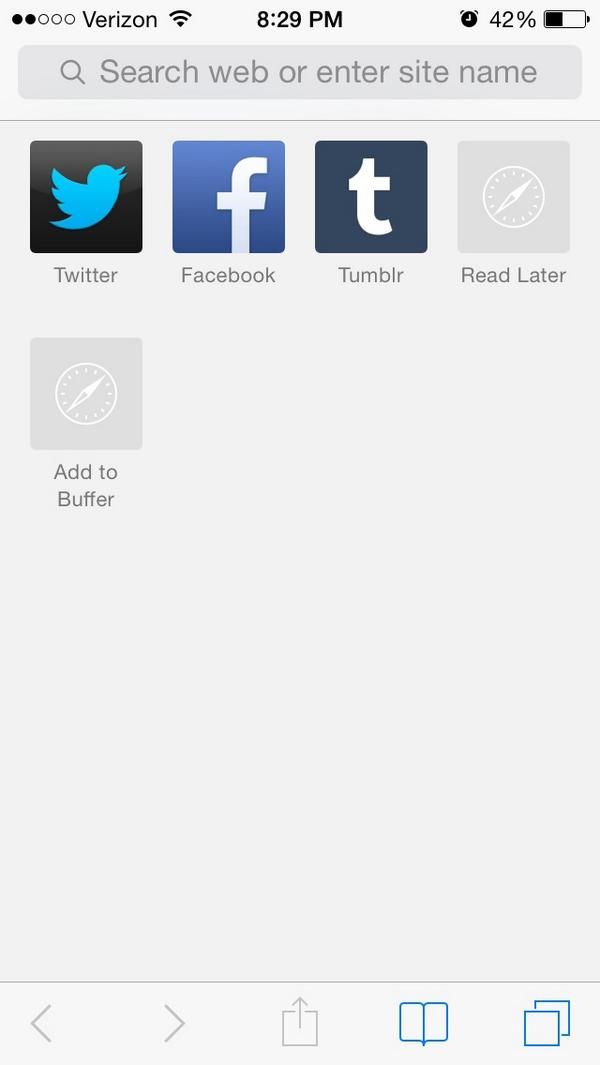 Verizon 8:29 PM 42%
Search web or enter site name
Twitter Facebook Tumblr Read Later
Add to
Buffer